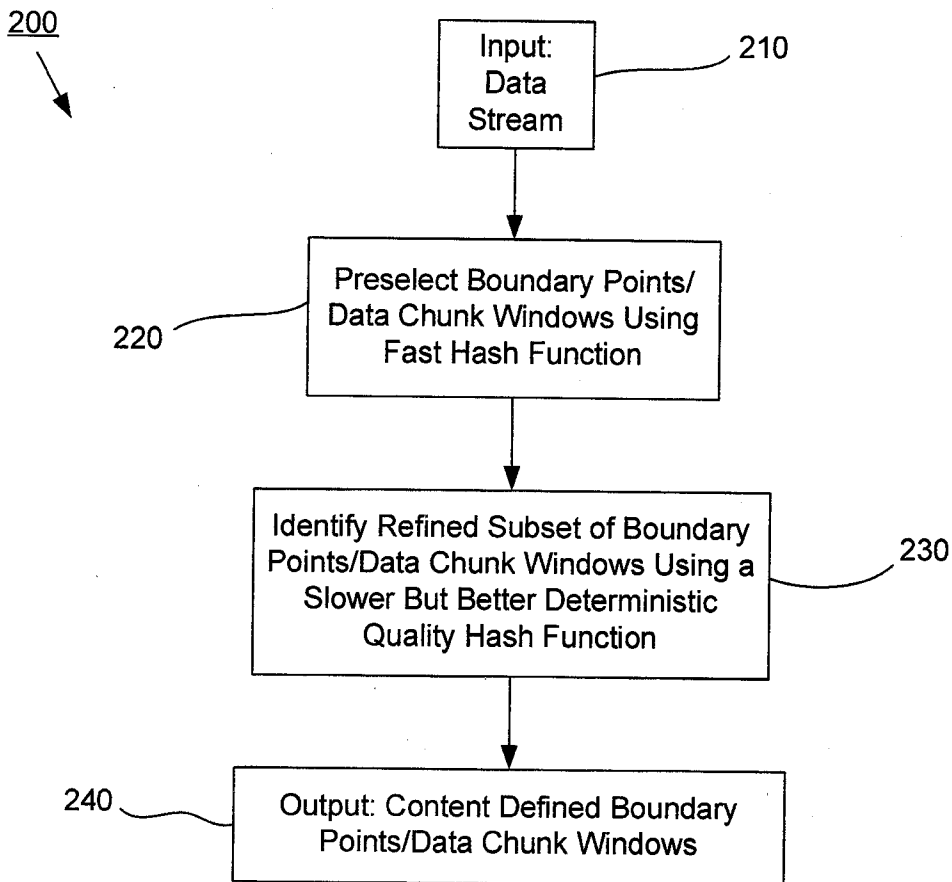 200
Input:
Data
Stream
210
Preselect Boundary Points/
Data Chunk Windows Using
Fast Hash Function
220
Identify Refined Subset of Boundary
Points/Data Chunk Windows Using a
Slower But Better Deterministic
Quality Hash Function
230
240
Output: Content Defined Boundary
Points/Data Chunk Windows